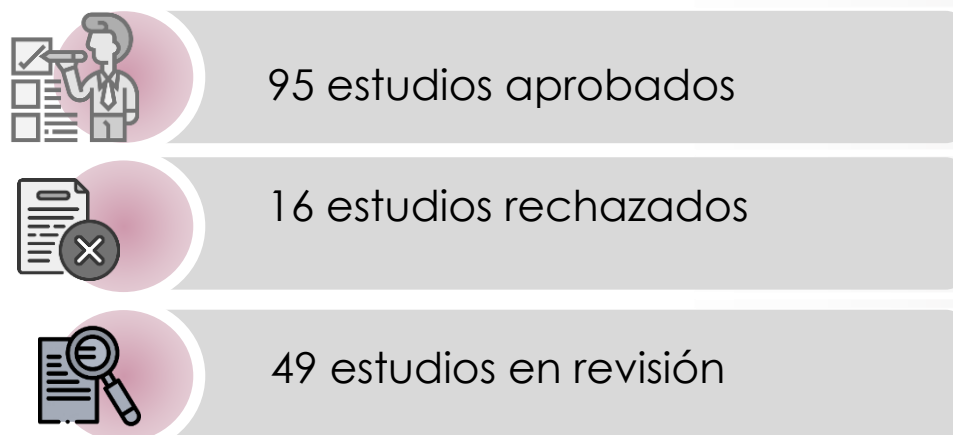 95 estudios aprobados
16 estudios rechazados
49 estudios en revisión